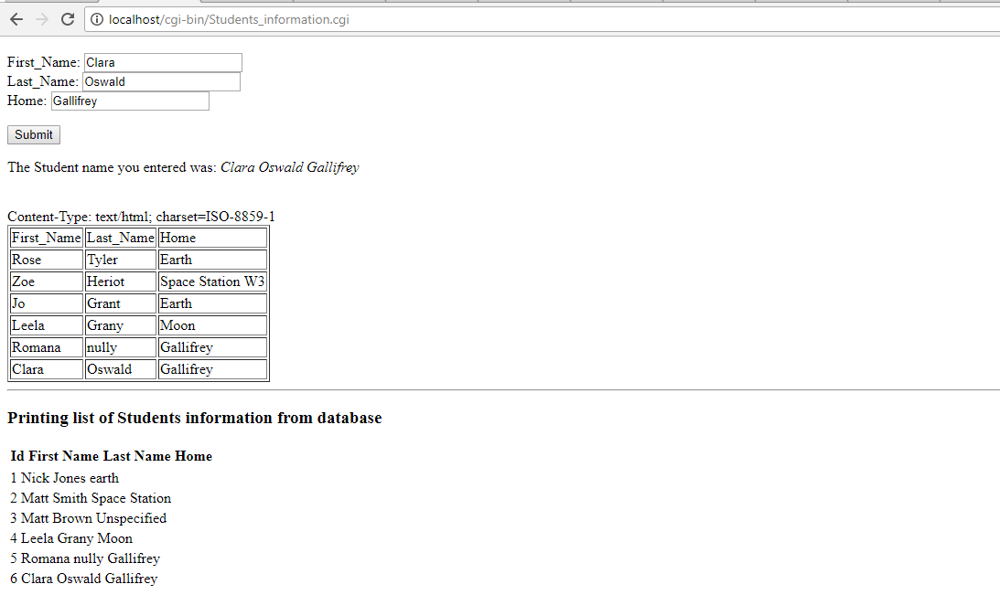 localhost/cgi-bin/Students_information.cgi
First_Name: Clara
Last_Name: Oswald
Home: Gallifrey
Submit
The Student name you entered was: Clara Oswald Gallifrey
Content-Type: text/html; charset=ISO-8859-1
First_Name Last_Name Home
Rose Tyler Earth
Zoe Heriot Space Station W3
Jo Grant Earth
Leela Grany Moon
Romana nully Gallifrey
Clara Oswald Gallifrey
Printing list of Students information from database
Id First Name Last Name Home
1 Nick Jones earth
2 Matt Smith Space Station
3 Matt Brown Unspecified
4 Leela Grany Moon
5 Romana nully Gallifrey
6 Clara Oswald Gallifrey